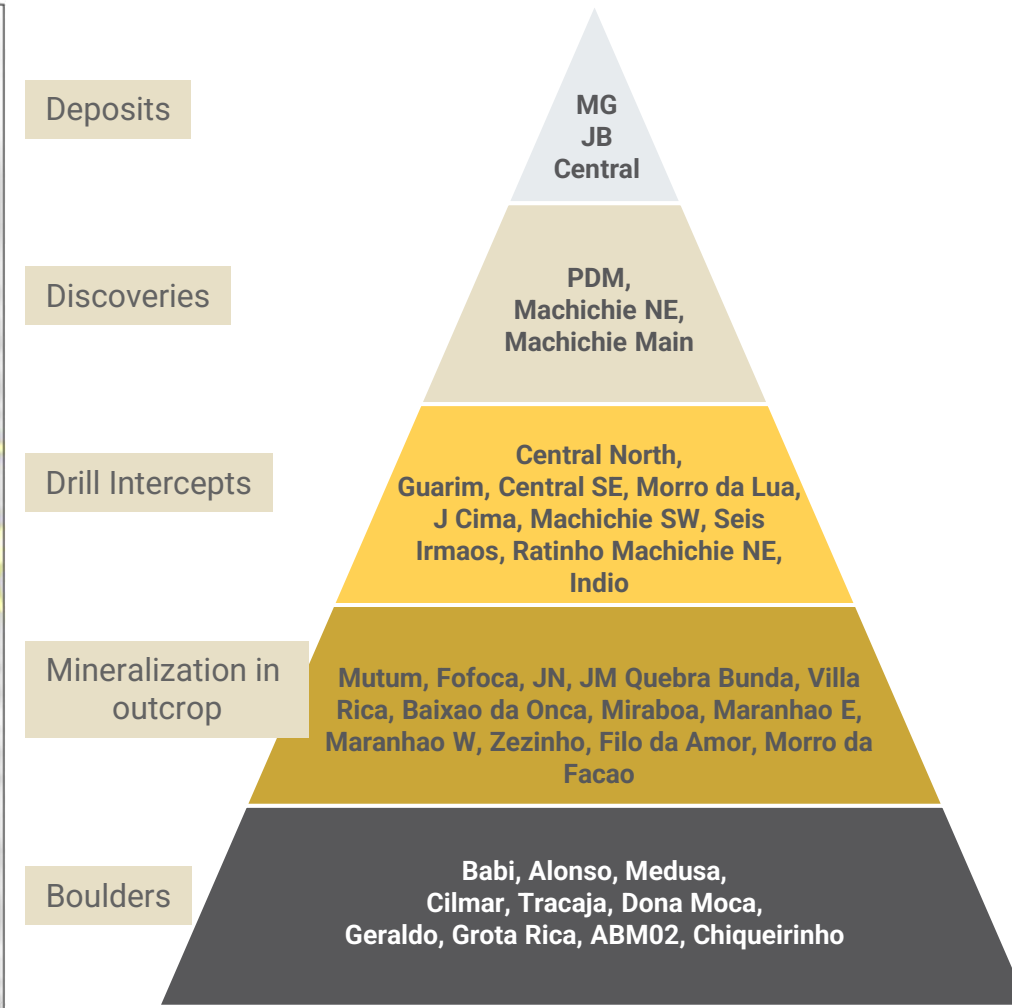 Deposits
MG
JB
Central
Discoveries
PDM,
Machichie NE,
Machichie Main
Drill Intercepts
Central North,
Guarim, Central SE, Morro da Lua,
J Cima, Machichie SW, Seis
Irmaos, Ratinho Machichie NE,
Indio
Mineralization in
outcrop
Mutum, Fofoca, JN, JM Quebra Bunda, Villa
Rica, Baixao da Onca, Miraboa, Maranhao E,
Maranhao W, Zezinho, Filo da Amor, Morro da
Facao
Boulders
Babi, Alonso, Medusa,
Cilmar, Tracaja, Dona Moca,
Geraldo, Grota Rica, ABM02, Chiqueirinho